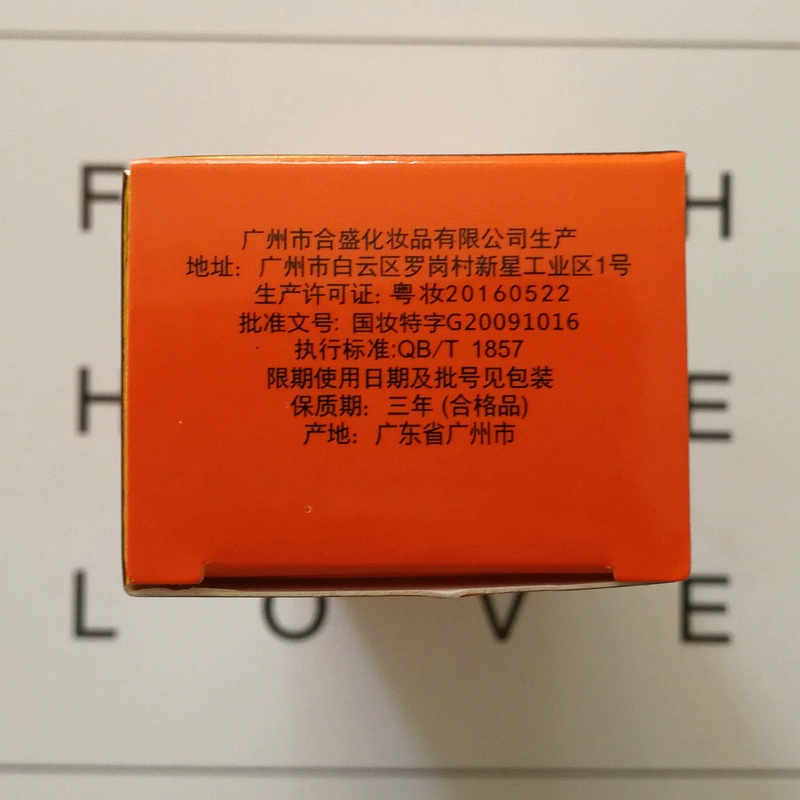 广州市合盛化妆品有限公司生产
地址：广州市白云区罗岗村新星工业区1号
生产许可证: 粤妆20160522
批准文号: 国妆特字G20091016
执行标准:QB/T 1857
限期使用日期及批号见包装
保质期: 三年 (合格品)
产地: 广东省广州市
F H
H E
L O V E